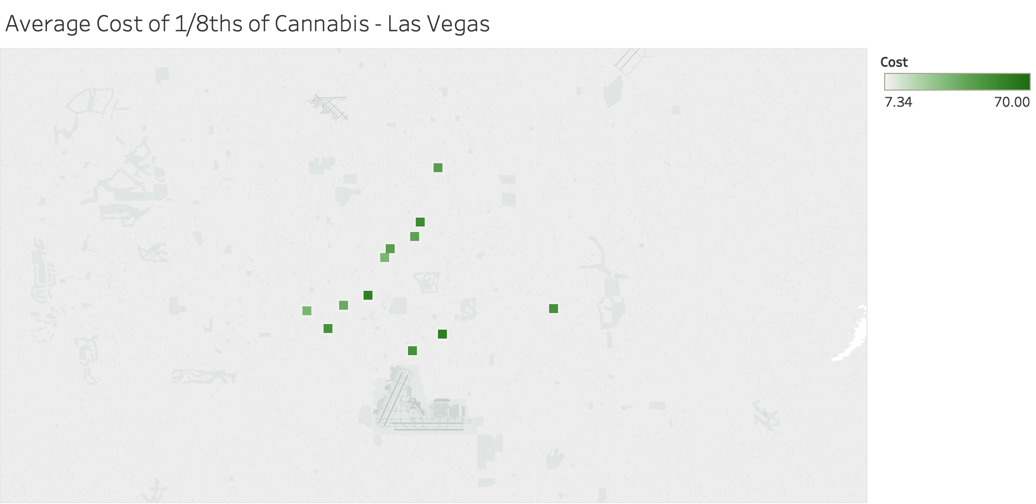 Average Cost of 1/8ths of Cannabis - Las Vegas
Cost
7.34 70.00